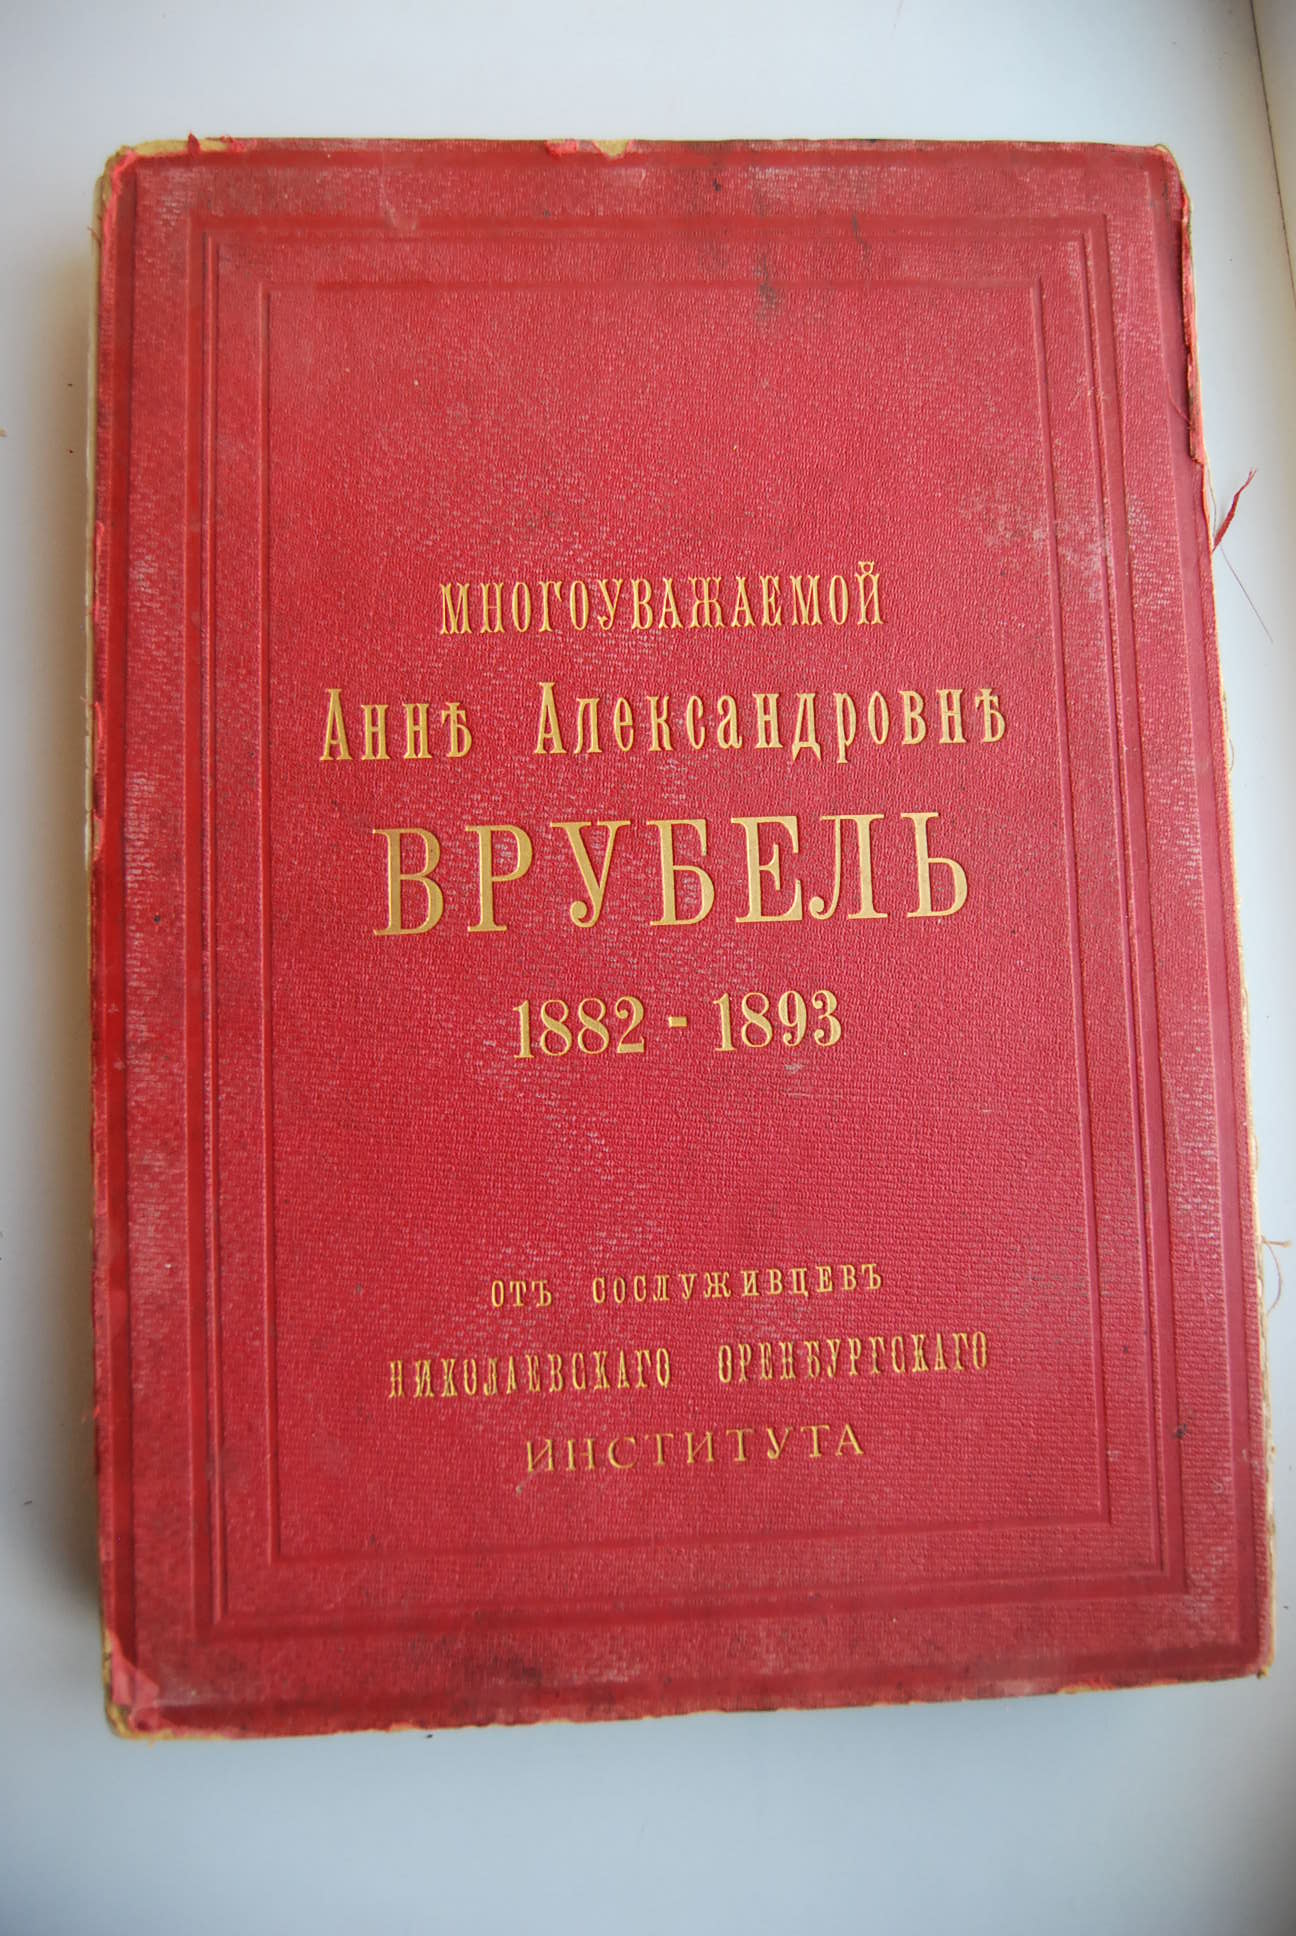 МНОГОУВАЖАЕМОЙ
Аннѣ Александровнѣ
ВРУБЕЛЬ
1882 - 1893
ОТЪ СОСЛУЖИВЦЕВЪ
НИКОЛАЕВСКАГО ОРЕНБУРГСКАГО
ИНСТИТУТА